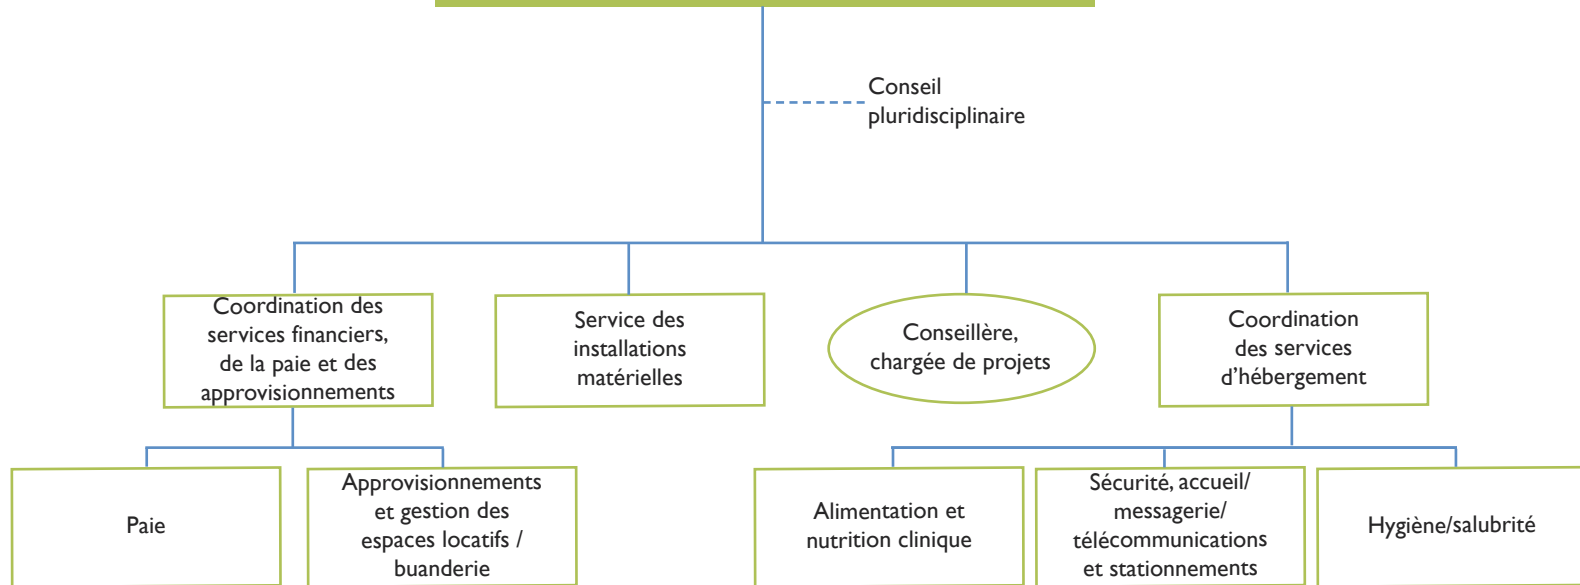 Conseil
pluridisciplinaire
Coordination des
services financiers,
de la paie et des
approvisionnements
Service des
installations
matérielles
Conseillère,
chargée de projets
Coordination
des services
d'hébergement
Paie
Approvisionnements
et gestion des
espaces locatifs /
buanderie
Alimentation et
nutrition clinique
Sécurité, accueil/
messagerie/
télécommunications
et stationnements
Hygiène/salubrité